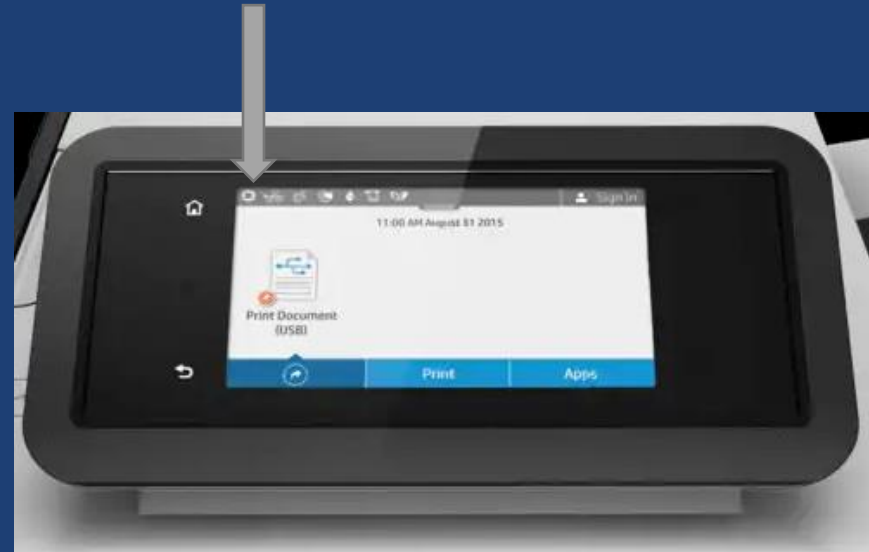 Sign In
11:00 AM August 31 2015
Print Document
(USB)
Print
Apps